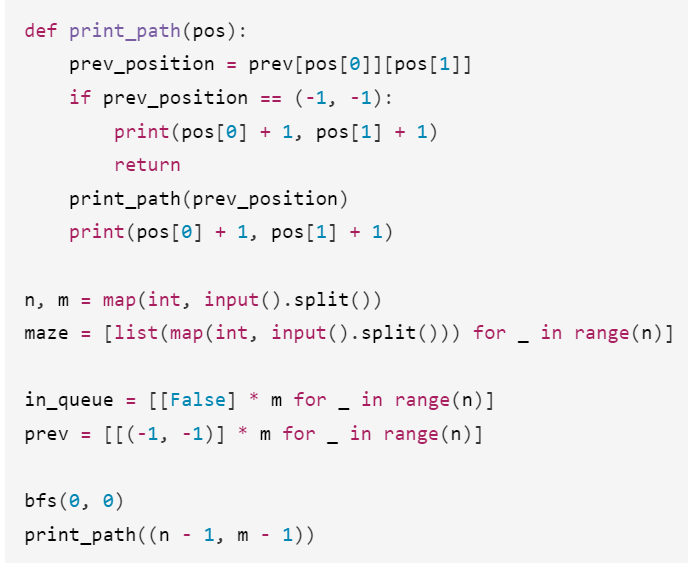 def print_path(pos):
    prev_position = prev[pos[0]][pos[1]]
    if prev_position == (-1, -1):
        print(pos[0] + 1, pos[1] + 1)
        return
    print_path(prev_position)
    print(pos[0] + 1, pos[1] + 1)

n, m = map(int, input().split())
maze = [list(map(int, input().split())) for _ in range(n)]

in_queue = [[False] * m for _ in range(n)]
prev = [[(-1, -1)] * m for _ in range(n)]

bfs(0, 0)
print_path((n - 1, m - 1))